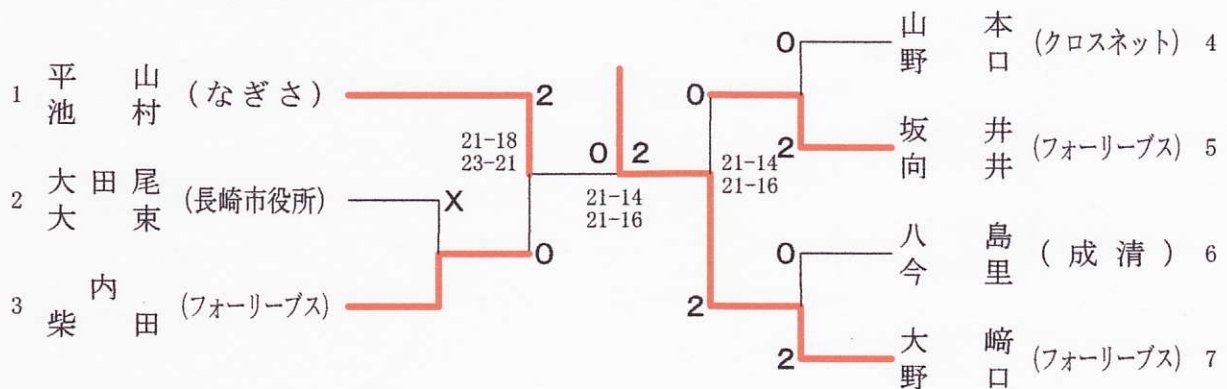 1 平山 池村 (なぎさ)
2 大田尾 大東 (長崎市役所)
3 内 柴田 (フォーリーブス)
2
21-18
23-21
X
0
0 2
21-14
21-16
0
21-14
21-16
2
0 山本 野口 (クロスネット) 4
2 坂井 向井 (フォーリーブス) 5
0 八島 今里 (成清) 6
2 大﨑 野口 (フォーリーブス) 7